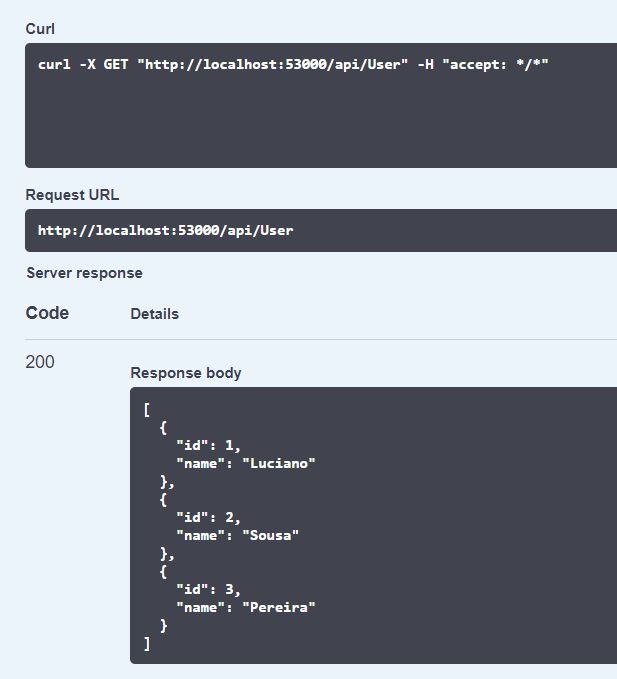 Curl
curl -X GET "http://localhost:53000/api/User" -H "accept: */*"
Request URL
http://localhost:53000/api/User
Server response
Code Details
200
Response body
[
  {
    "id": 1,
    "name": "Luciano"
  },
  {
    "id": 2,
    "name": "Sousa"
  },
  {
    "id": 3,
    "name": "Pereira"
  }
]